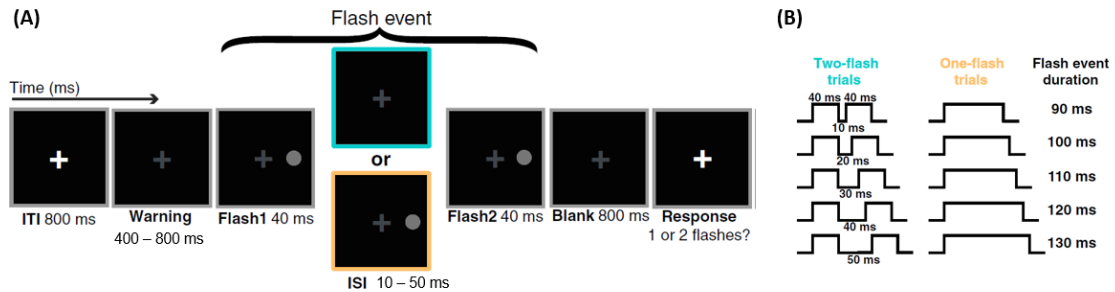 (A)
Flash event
Time (ms)
or
ITI 800 ms
Warning
400 – 800 ms
Flash1 40 ms
ISI 10 – 50 ms
Flash2 40 ms
Blank 800 ms
Response
1 or 2 flashes?
(B)
Two-flash
trials
One-flash
trials
Flash event
duration
40 ms 40 ms
10 ms
90 ms
20 ms
100 ms
30 ms
110 ms
40 ms
120 ms
50 ms
130 ms